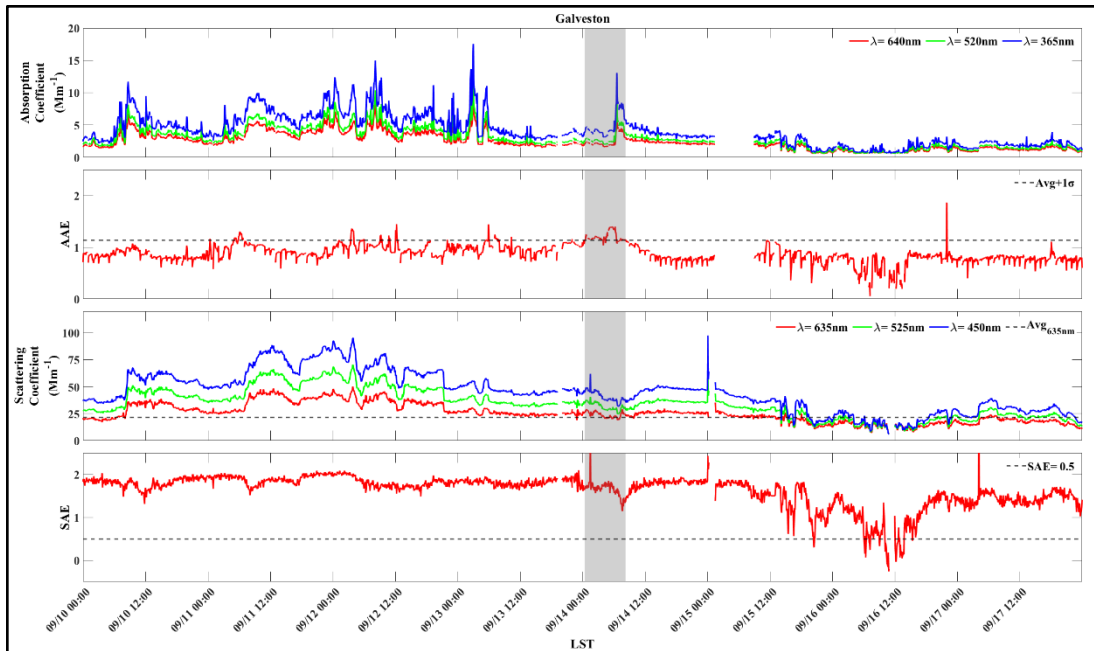 Galveston
Absorption
Coefficient
(Mm⁻¹)
20
15
10
5
0
λ= 640nm
λ= 520nm
λ= 365nm
AAE
2
1
0
Avg+1σ
Scattering
Coefficient
(Mm⁻¹)
100
75
50
25
0
λ= 635nm
λ= 525nm
λ= 450nm
Avg₆₃₅ₙₘ
SAE
2
1
0
SAE= 0.5
09/10 00:00
09/10 12:00
09/11 00:00
09/11 12:00
09/12 00:00
09/12 12:00
09/13 00:00
09/13 12:00
09/14 00:00
09/14 12:00
09/15 00:00
09/15 12:00
09/16 00:00
09/16 12:00
09/17 00:00
09/17 12:00
LST